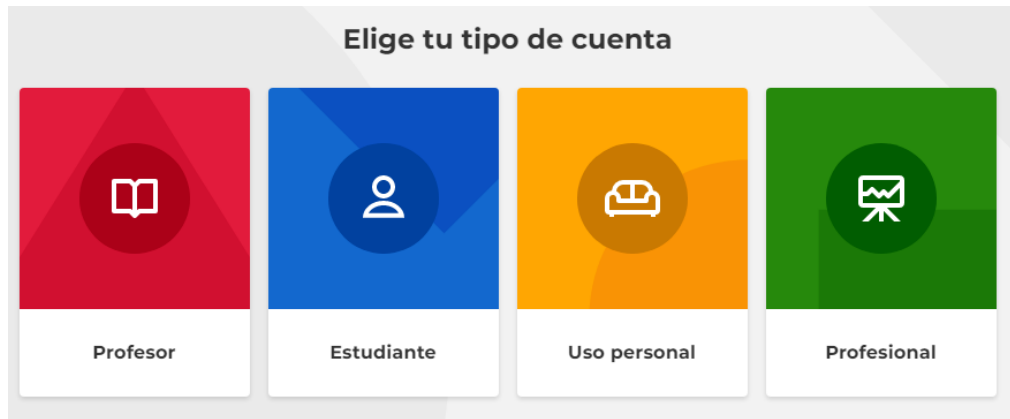 Elige tu tipo de cuenta
Profesor
Estudiante
Uso personal
Profesional